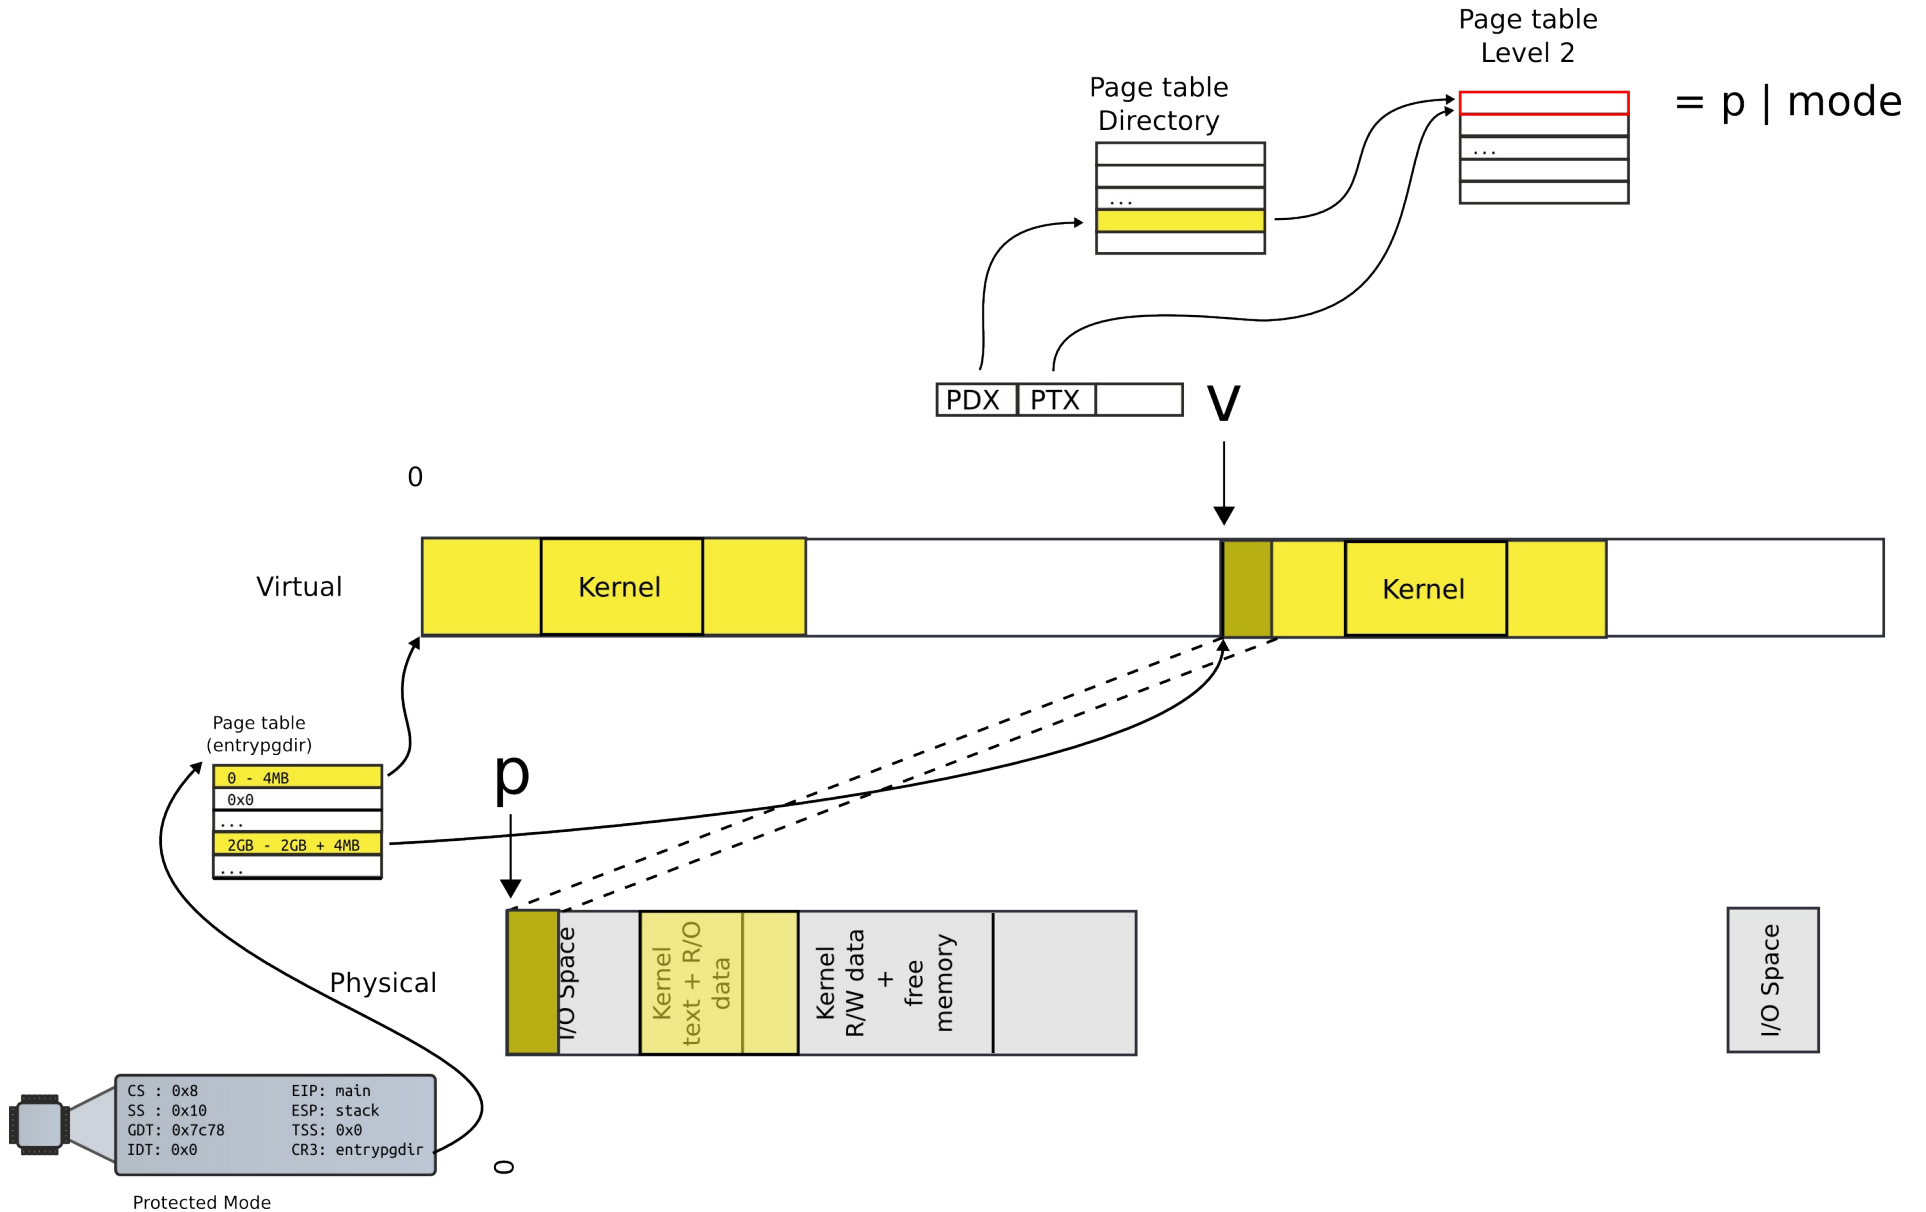 Page table
Level 2
= p | mode
Page table
Directory
...
...
PDX PTX
v
0
Virtual
Kernel
Kernel
Page table
(entrypgdir)
0 - 4MB
0x0
...
2GB - 2GB + 4MB
...
p
Physical
I/O Space
Kernel
text + R/O
data
Kernel
R/W data
+
free
memory
I/O Space
CS : 0x8 EIP: main
SS : 0x10 ESP: stack
GDT: 0x7c78 TSS: 0x0
IDT: 0x0 CR3: entrypgdir
0
Protected Mode